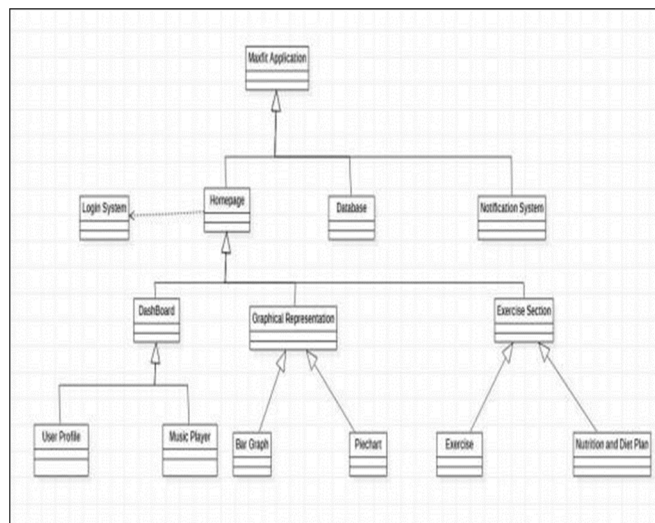 Maxfit Application
Login System
Homepage
Database
Notification System
DashBoard
Graphical Representation
Exercise Section
User Profile
Music Player
Bar Graph
Piechart
Exercise
Nutrition and Diet Plan